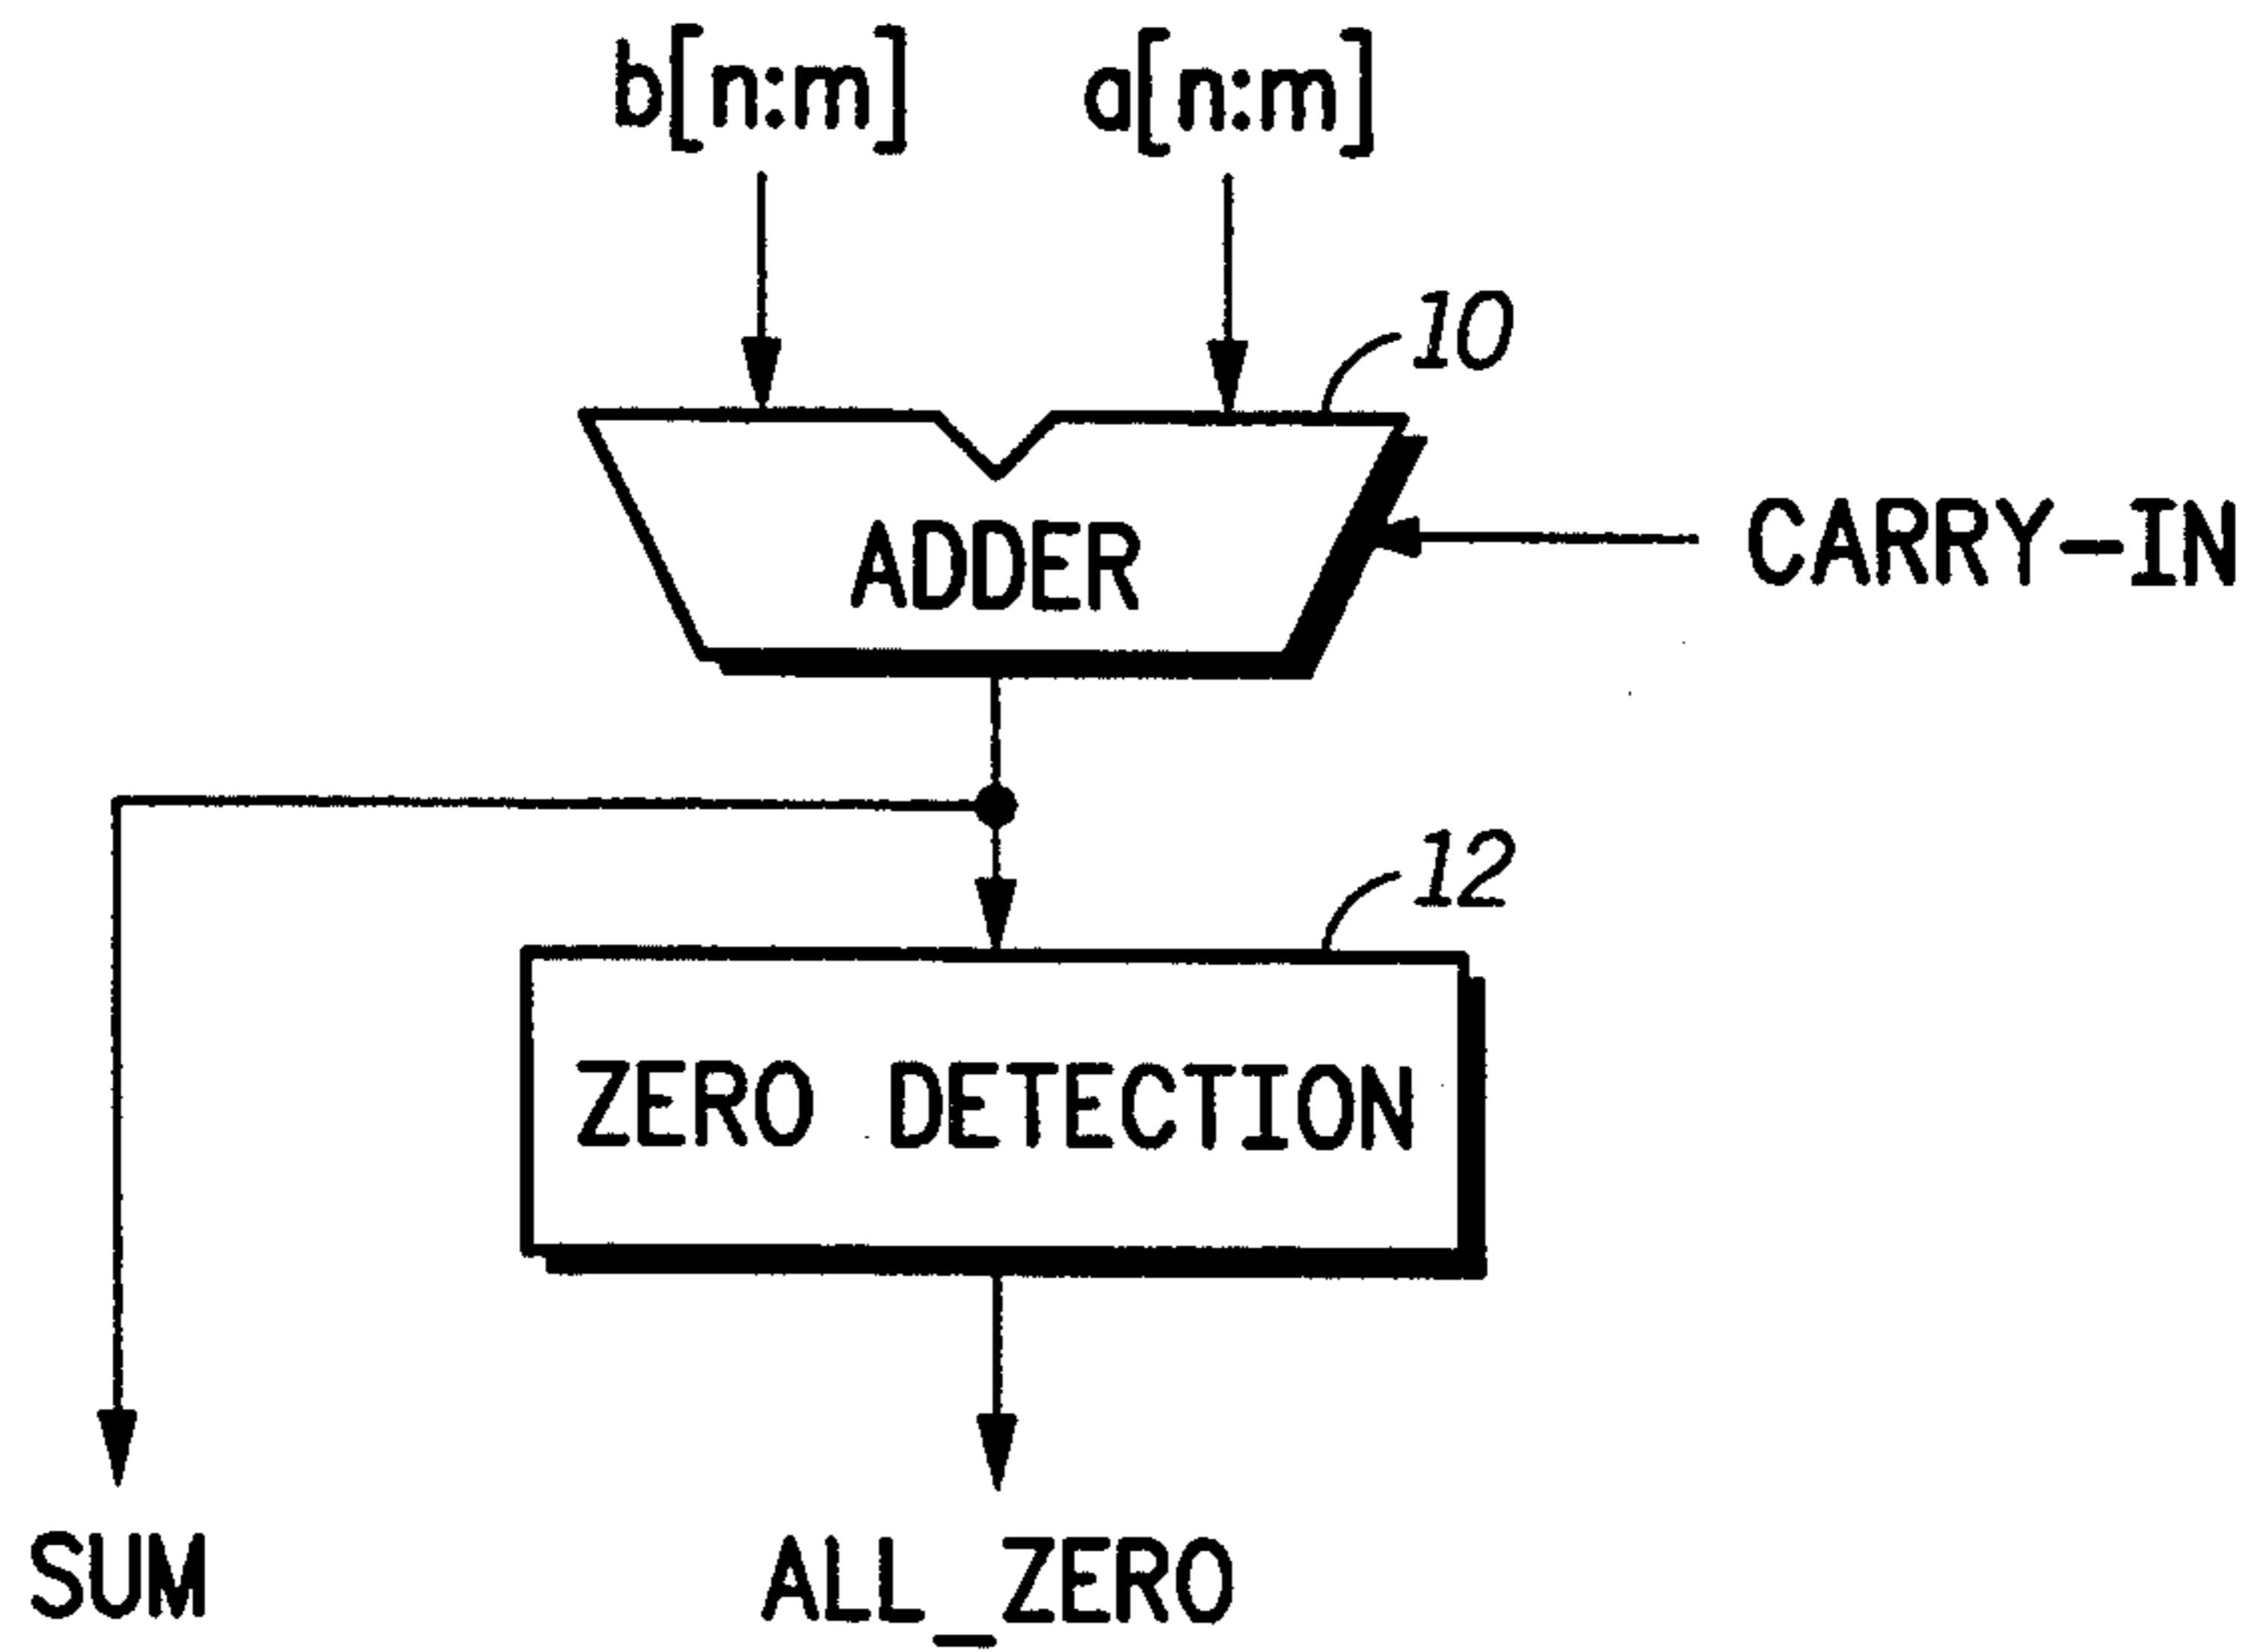 b[n:m]
a[n:m]
10
ADDER
CARRY-IN
12
ZERO DETECTION
SUM
ALL_ZERO